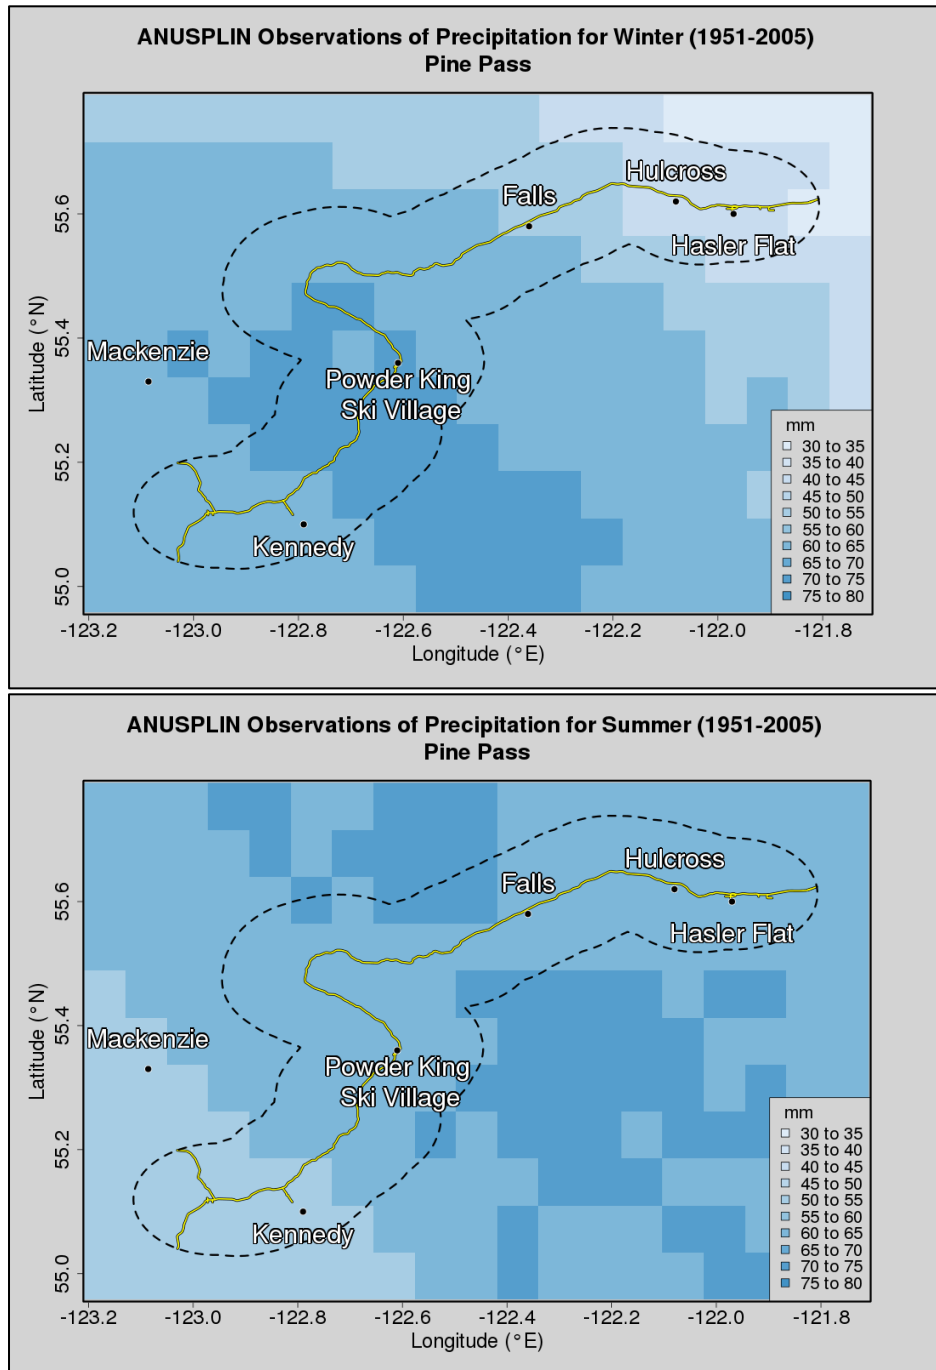 ANUSPLIN Observations of Precipitation for Winter (1951-2005)
Pine Pass
Hulcross
Falls
Hasler Flat
Mackenzie
Powder King
Ski Village
Kennedy
55.6
55.4
55.2
55.0
Latitude (°N)
mm
30 to 35
35 to 40
40 to 45
45 to 50
50 to 55
55 to 60
60 to 65
65 to 70
70 to 75
75 to 80
-123.2 -123.0 -122.8 -122.6 -122.4 -122.2 -122.0 -121.8
Longitude (°E)
ANUSPLIN Observations of Precipitation for Summer (1951-2005)
Pine Pass
Hulcross
Falls
Hasler Flat
Mackenzie
Powder King
Ski Village
Kennedy
55.6
55.4
55.2
55.0
Latitude (°N)
mm
30 to 35
35 to 40
40 to 45
45 to 50
50 to 55
55 to 60
60 to 65
65 to 70
70 to 75
75 to 80
-123.2 -123.0 -122.8 -122.6 -122.4 -122.2 -122.0 -121.8
Longitude (°E)